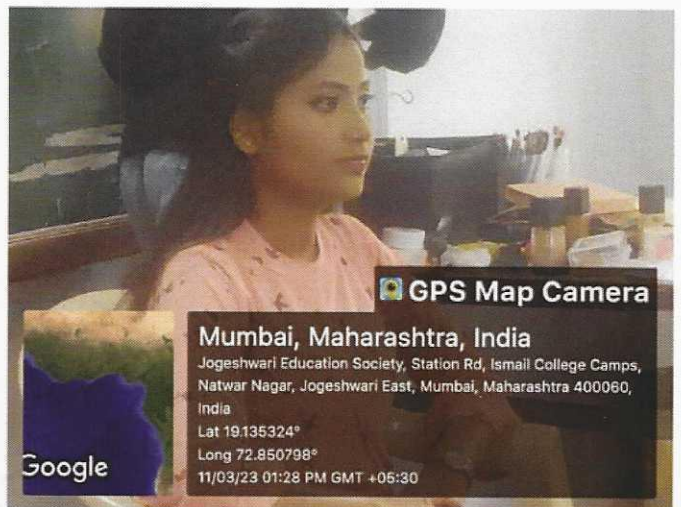 GPS Map Camera
Mumbai, Maharashtra, India
Jogeshwari Education Society, Station Rd, Ismail College Camps,
Natwar Nagar, Jogeshwari East, Mumbai, Maharashtra 400060,
India
Lat 19.135324°
Long 72.850798°
11/03/23 01:28 PM GMT +05:30
Google